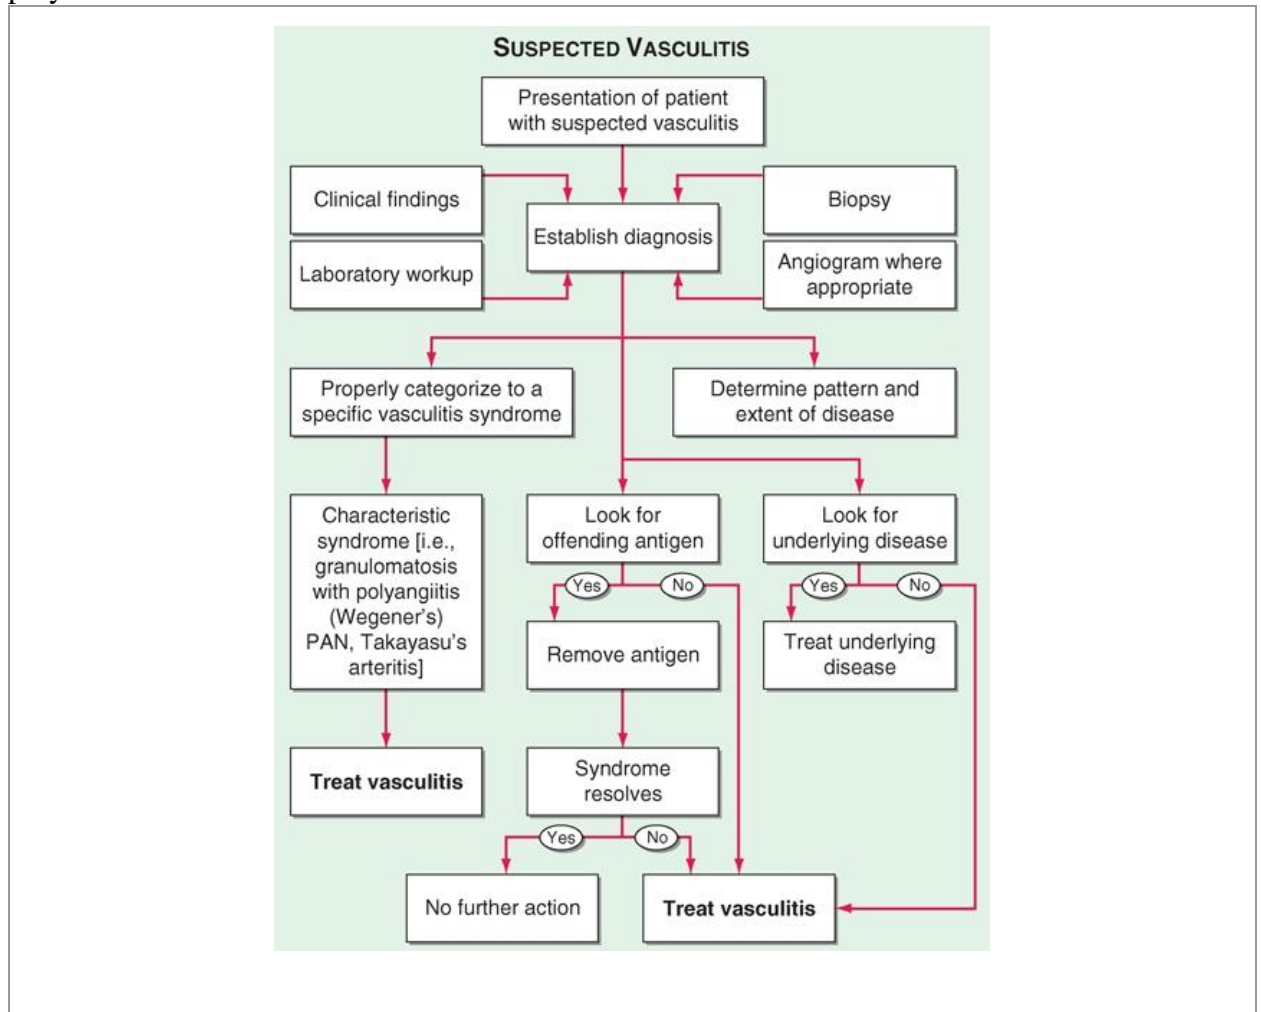 SUSPECTED VASCULITIS
Presentation of patient
with suspected vasculitis
Clinical findings
Biopsy
Establish diagnosis
Laboratory workup
Angiogram where
appropriate
Properly categorize to a
specific vasculitis syndrome
Determine pattern and
extent of disease
Characteristic
syndrome [i.e.,
granulomatosis
with polyangiitis
(Wegener's)
PAN, Takayasu's
arteritis]
Look for
offending antigen
Look for
underlying disease
Yes
No
Yes
No
Remove antigen
Treat underlying
disease
Treat vasculitis
Syndrome
resolves
Yes
No
No further action
Treat vasculitis